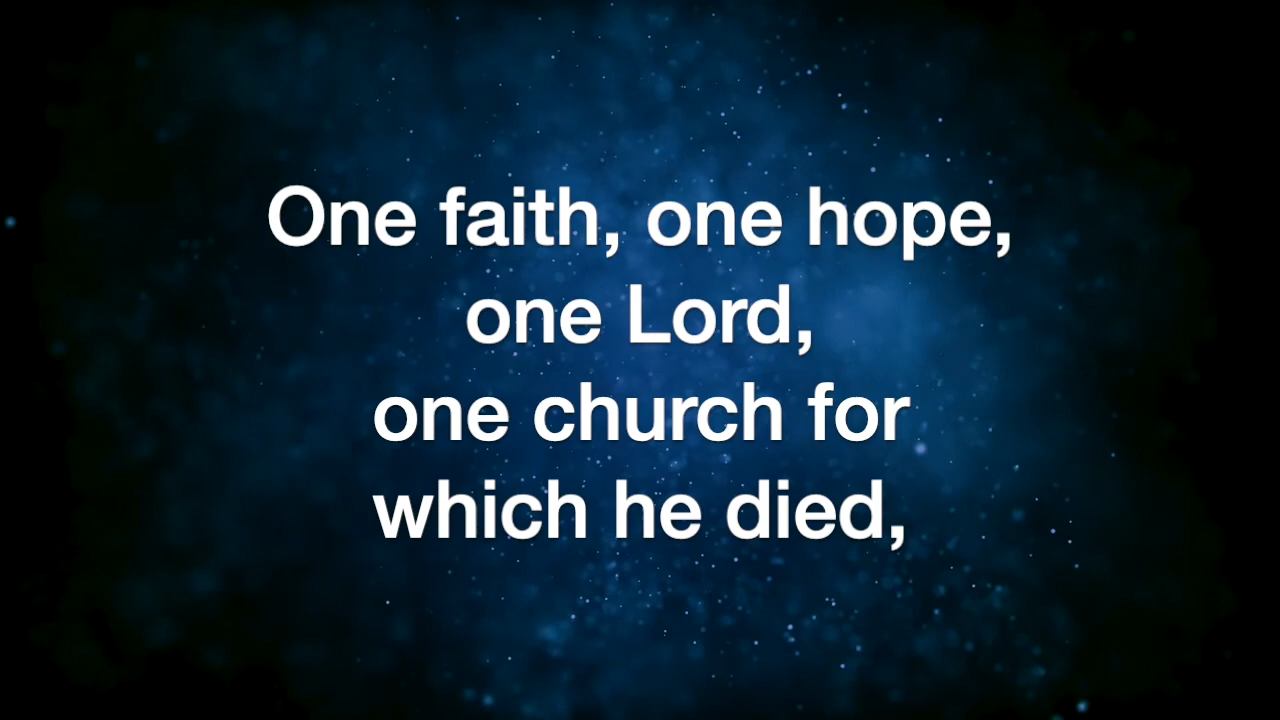 One faith, one hope,
one Lord,
one church for
which he died,